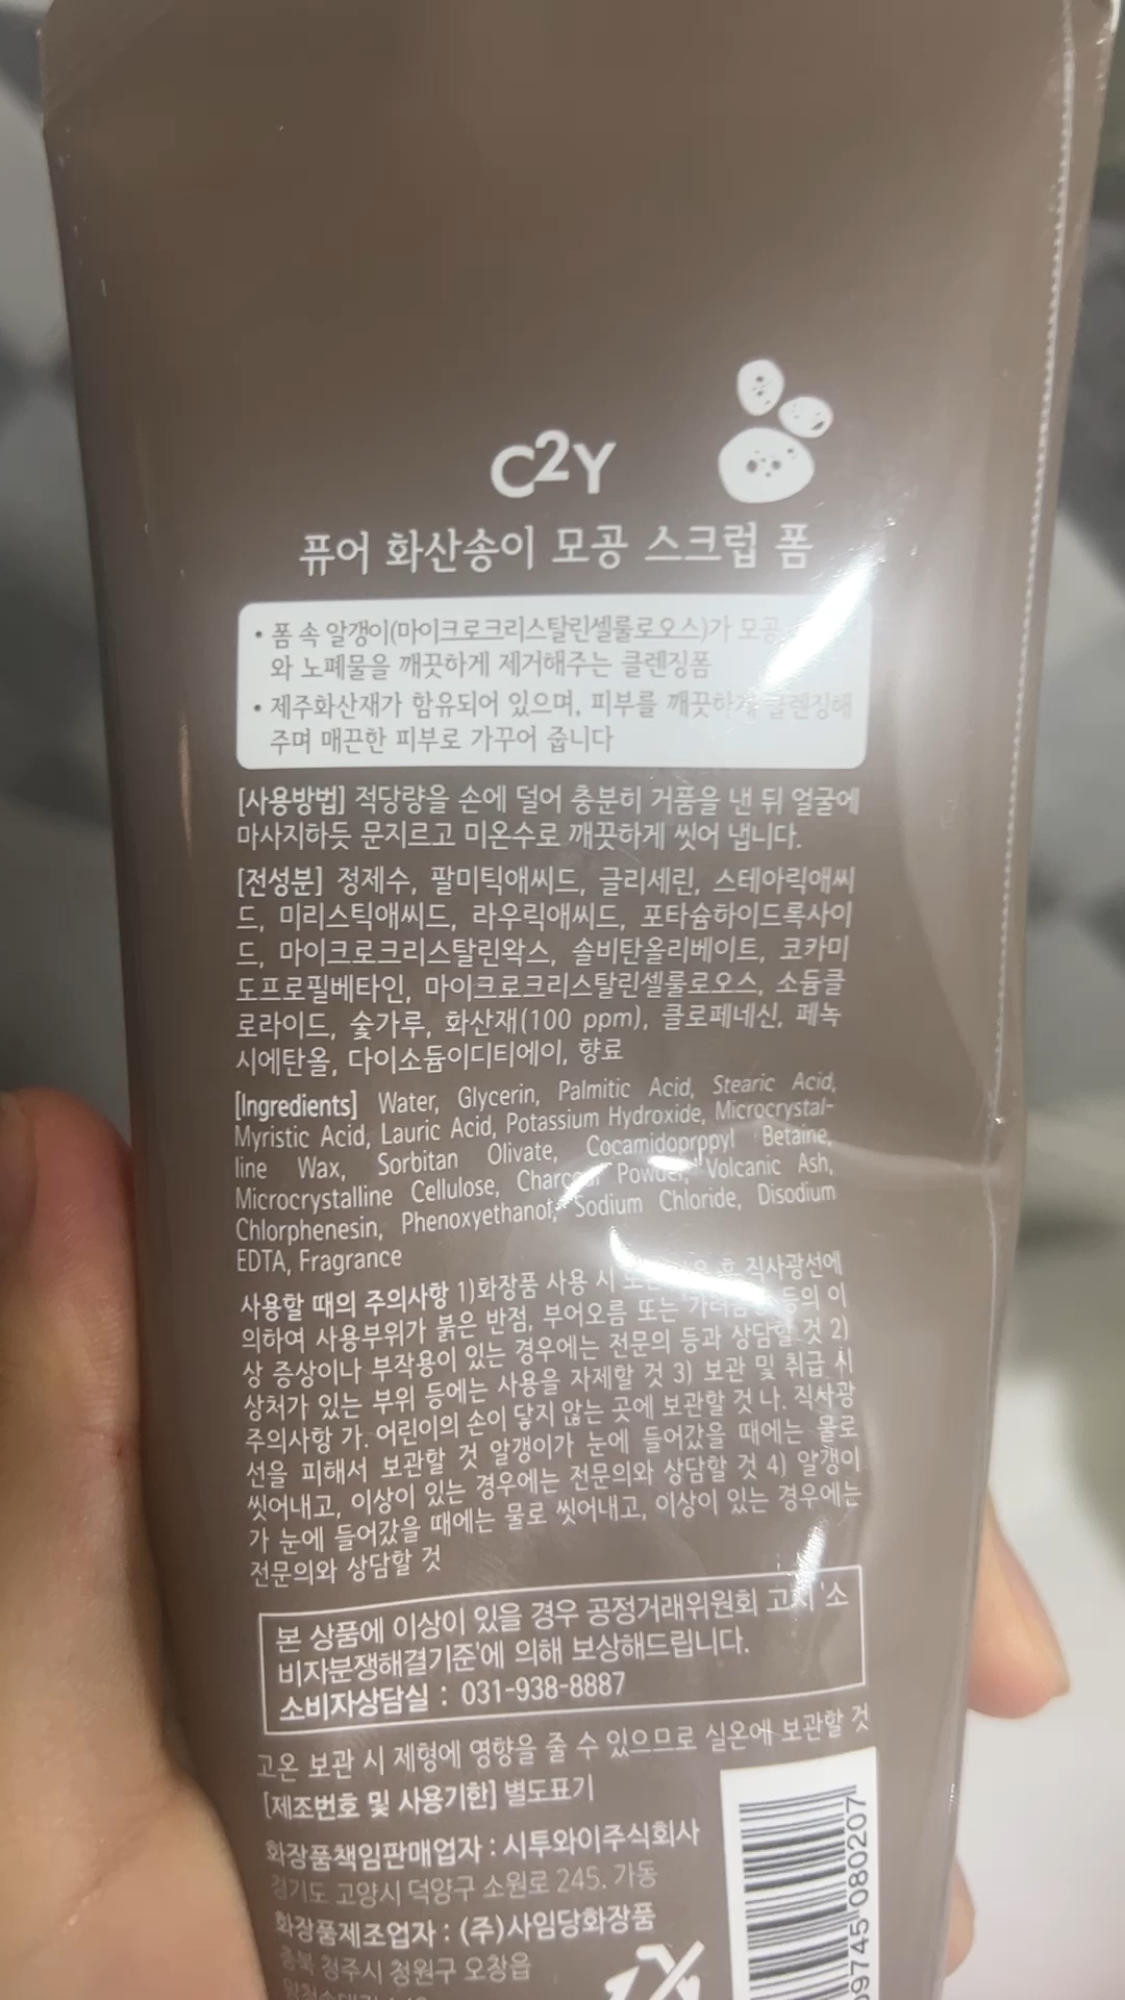 C2Y
퓨어 화산송이 모공 스크럽 폼
• 폼 속 알갱이(마이크로크리스탈린셀룰로오스)가 모공
와 노폐물을 깨끗하게 제거해주는 클렌징폼
• 제주화산재가 함유되어 있으며, 피부를 깨끗하게 클렌징해
주며 매끈한 피부로 가꾸어 줍니다
[사용방법] 적당량을 손에 덜어 충분히 거품을 낸 뒤 얼굴에
마사지하듯 문지르고 미온수로 깨끗하게 씻어 냅니다.
[전성분] 정제수, 팔미틱애씨드, 글리세린, 스테아릭애씨
드, 미리스틱애씨드, 라우릭애씨드, 포타슘하이드록사이
드, 마이크로크리스탈린왁스, 솔비탄올리베이트, 코카미
도프로필베타인, 마이크로크리스탈린셀룰로오스, 소듐클
로라이드, 숯가루, 화산재(100 ppm), 클로페네신, 페녹
시에탄올, 다이소듐이디티에이, 향료
[Ingredients] Water, Glycerin, Palmitic Acid, Stearic Acid,
Myristic Acid, Lauric Acid, Potassium Hydroxide, Microcrystal-
line Wax, Sorbitan Olivate, Cocamidoprppyl Betaine,
Microcrystalline Cellulose, Charcoal Powder, Volcanic Ash,
Chlorphenesin, Phenoxyethanol, Sodium Chloride, Disodium
EDTA, Fragrance
사용할 때의 주의사항 1)화장품 사용 시 또는 사용 후 직사광선에
의하여 사용부위가 붉은 반점, 부어오름 또는 가려움증 등의 이
상 증상이나 부작용이 있는 경우에는 전문의 등과 상담할 것 2)
상처가 있는 부위 등에는 사용을 자제할 것 3) 보관 및 취급 시
주의사항 가. 어린이의 손이 닿지 않는 곳에 보관할 것 나. 직사광
선을 피해서 보관할 것 알갱이가 눈에 들어갔을 때에는 물로
씻어내고, 이상이 있는 경우에는 전문의와 상담할 것 4) 알갱이
가 눈에 들어갔을 때에는 물로 씻어내고, 이상이 있는 경우에는
전문의와 상담할 것
본 상품에 이상이 있을 경우 공정거래위원회 고시 '소
비자분쟁해결기준'에 의해 보상해드립니다.
소비자상담실 : 031-938-8887
고온 보관 시 제형에 영향을 줄 수 있으므로 실온에 보관할 것
[제조번호 및 사용기한] 별도표기
화장품책임판매업자 : 시투와이주식회사
경기도 고양시 덕양구 소원로 245. 가동
화장품제조업자 : (주)사임당화장품
충북 청주시 청원구 오창읍
09745 080207